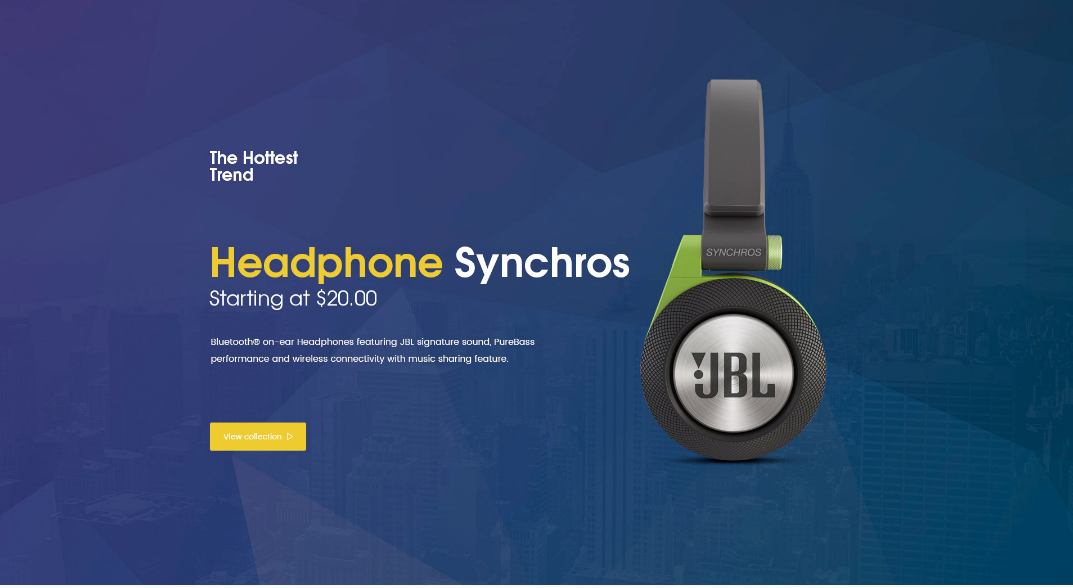 The Hottest
Trend
Headphone Synchros
Starting at $20.00
Bluetooth® on-ear Headphones featuring JBL signature sound, PureBass
performance and wireless connectivity with music sharing feature.
View collection
SYNCHROS
JBL